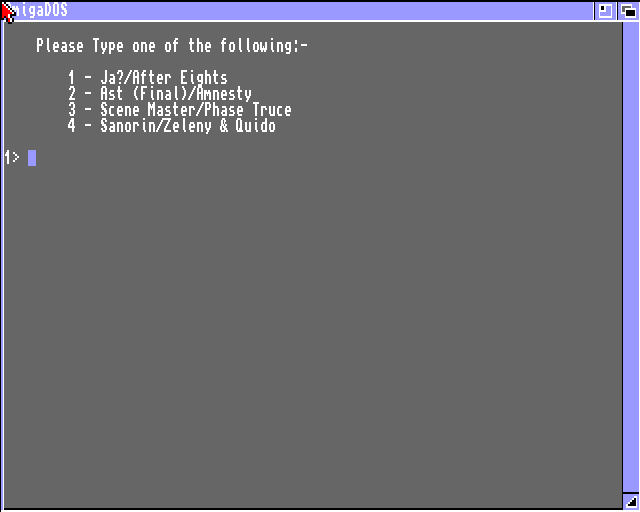 AmigaDOS
Please Type one of the following:-
1 - Ja?/After Eights
2 - Ast (Final)/Amnesty
3 - Scene Master/Phase Truce
4 - Sanorin/Zeleny & Quido
1>